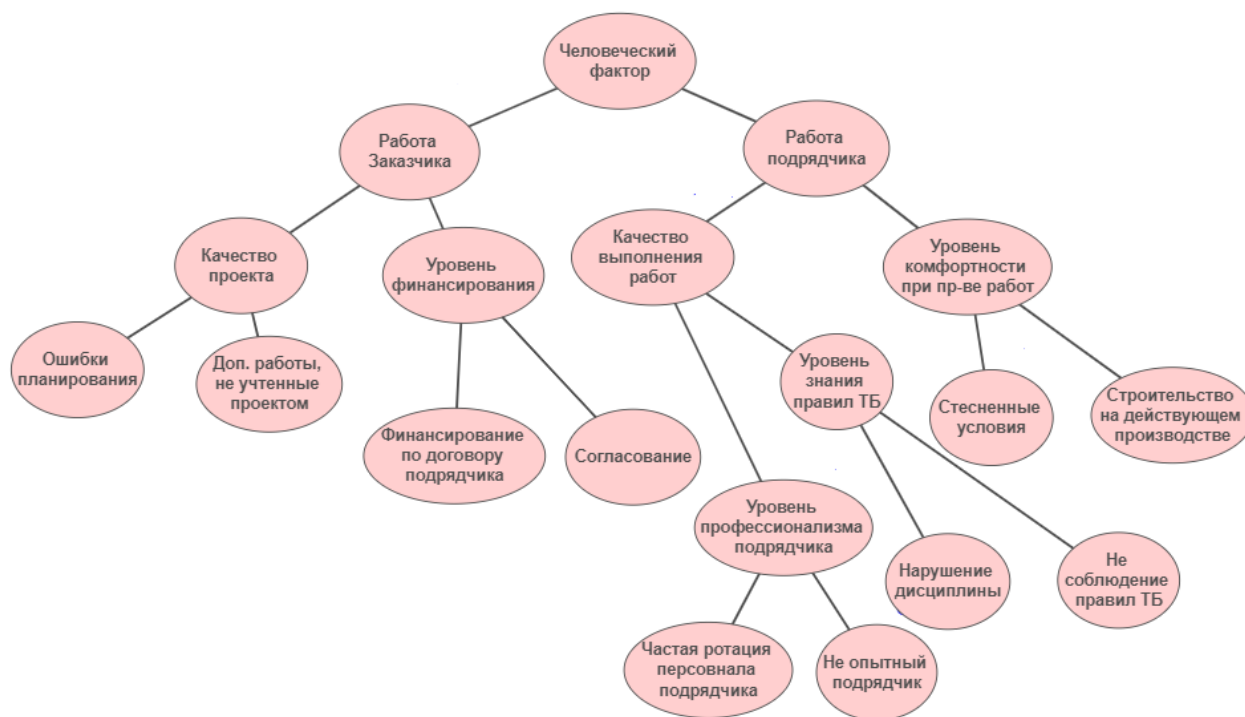 Человеческий
фактор
Работа
Заказчика
Работа
подрядчика
Качество
проекта
Уровень
финансирования
Качество
выполнения
работ
Уровень
комфортности
при пр-ве работ
Ошибки
планирования
Доп. работы,
не учтенные
проектом
Уровень
знания
правил ТБ
Стесненные
условия
Строительство
на действующем
производстве
Финансирование
по договору
подрядчика
Согласование
Уровень
профессионализма
подрядчика
Нарушение
дисциплины
Не
соблюдение
правил ТБ
Частая ротация
персовнала
подрядчика
Не опытный
подрядчик